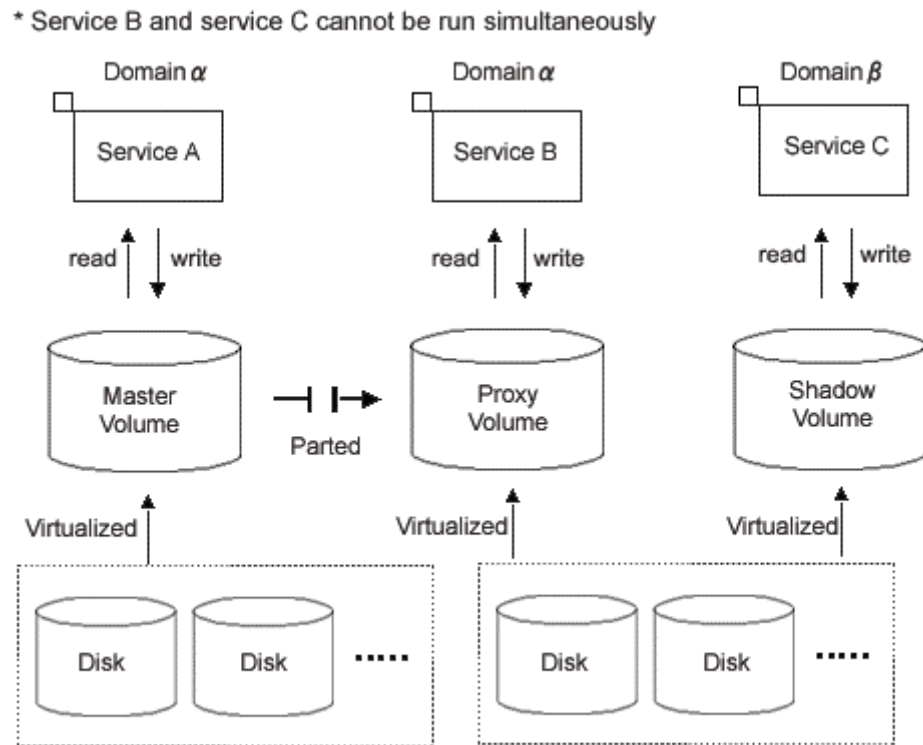 * Service B and service C cannot be run simultaneously
Domain α
Domain α
Domain β
Service A
Service B
Service C
read
write
read
write
read
write
Master
Volume
Parted
Proxy
Volume
Shadow
Volume
Virtualized
Virtualized
Virtualized
Disk
Disk
Disk
Disk